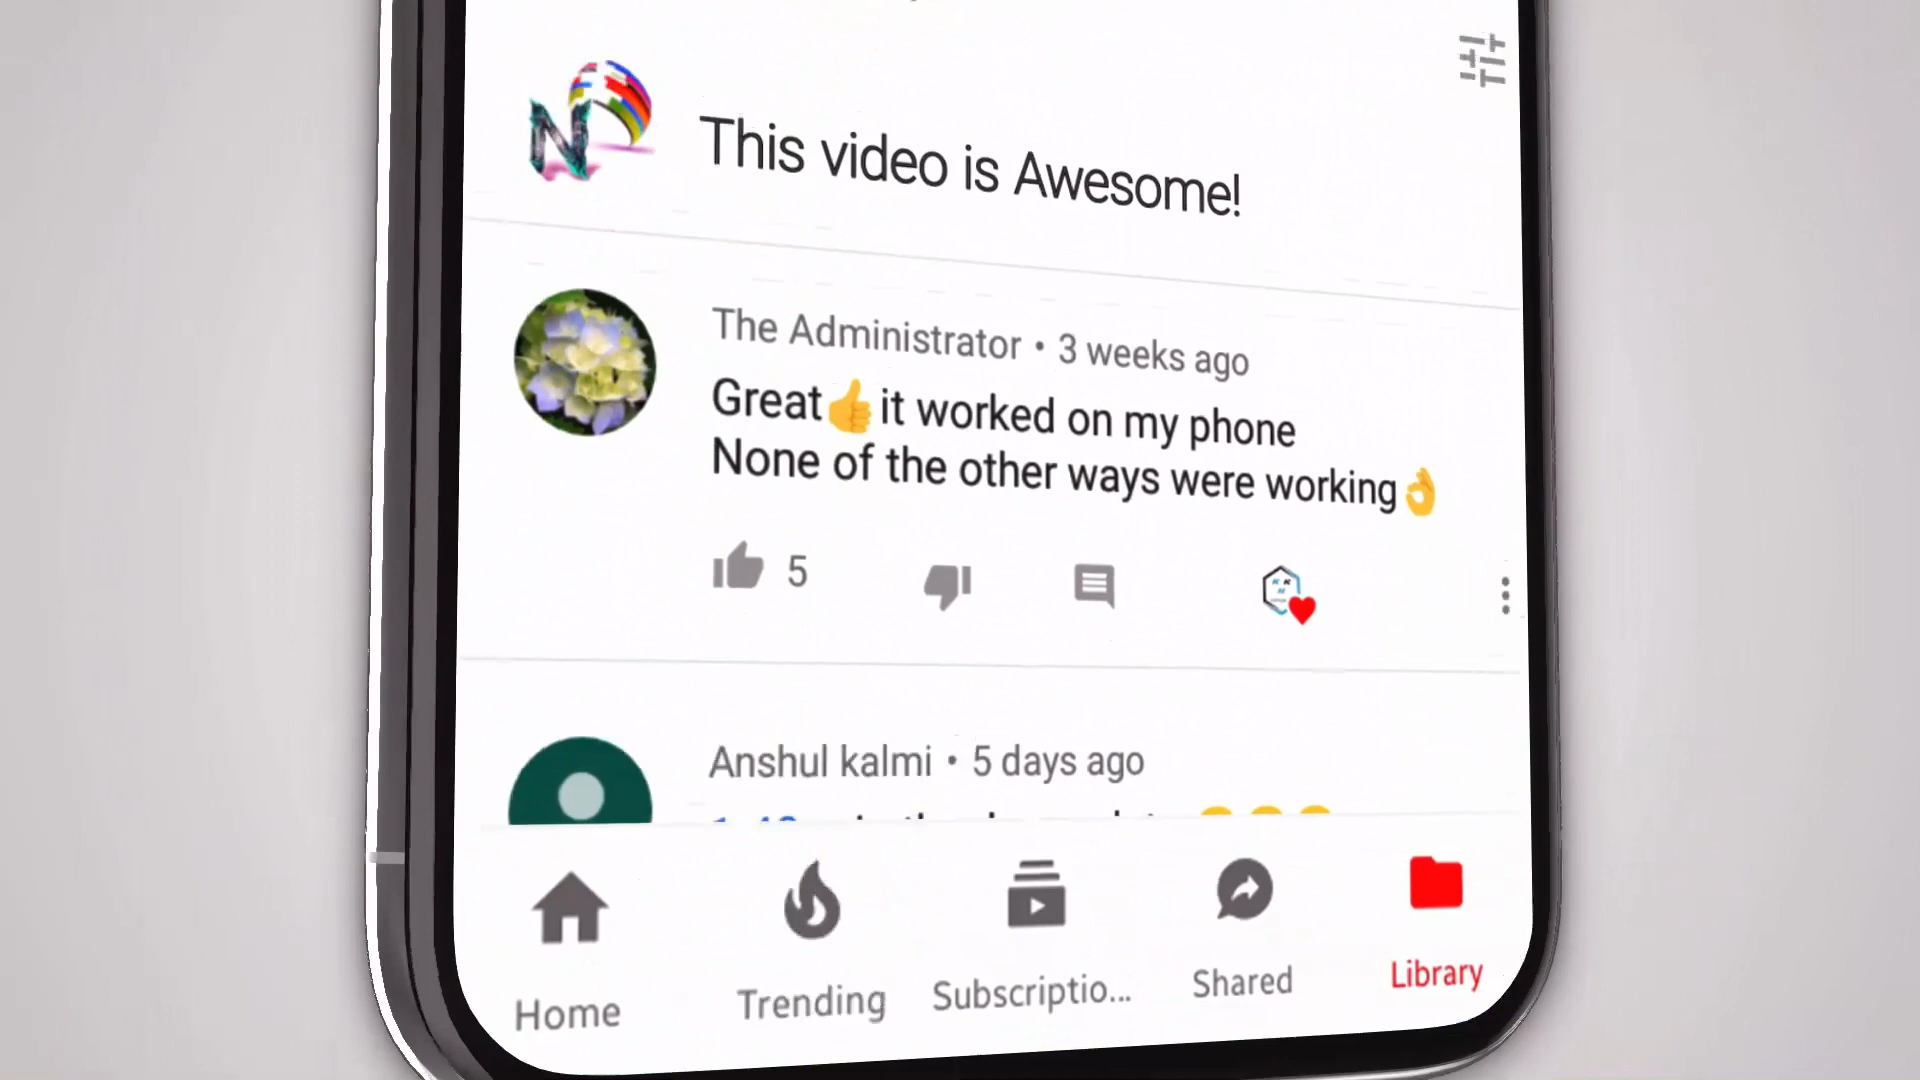 This video is Awesome!
The Administrator • 3 weeks ago
Great👍it worked on my phone
None of the other ways were working👌
5
Anshul kalmi • 5 days ago
Home
Trending
Subscriptio...
Shared
Library